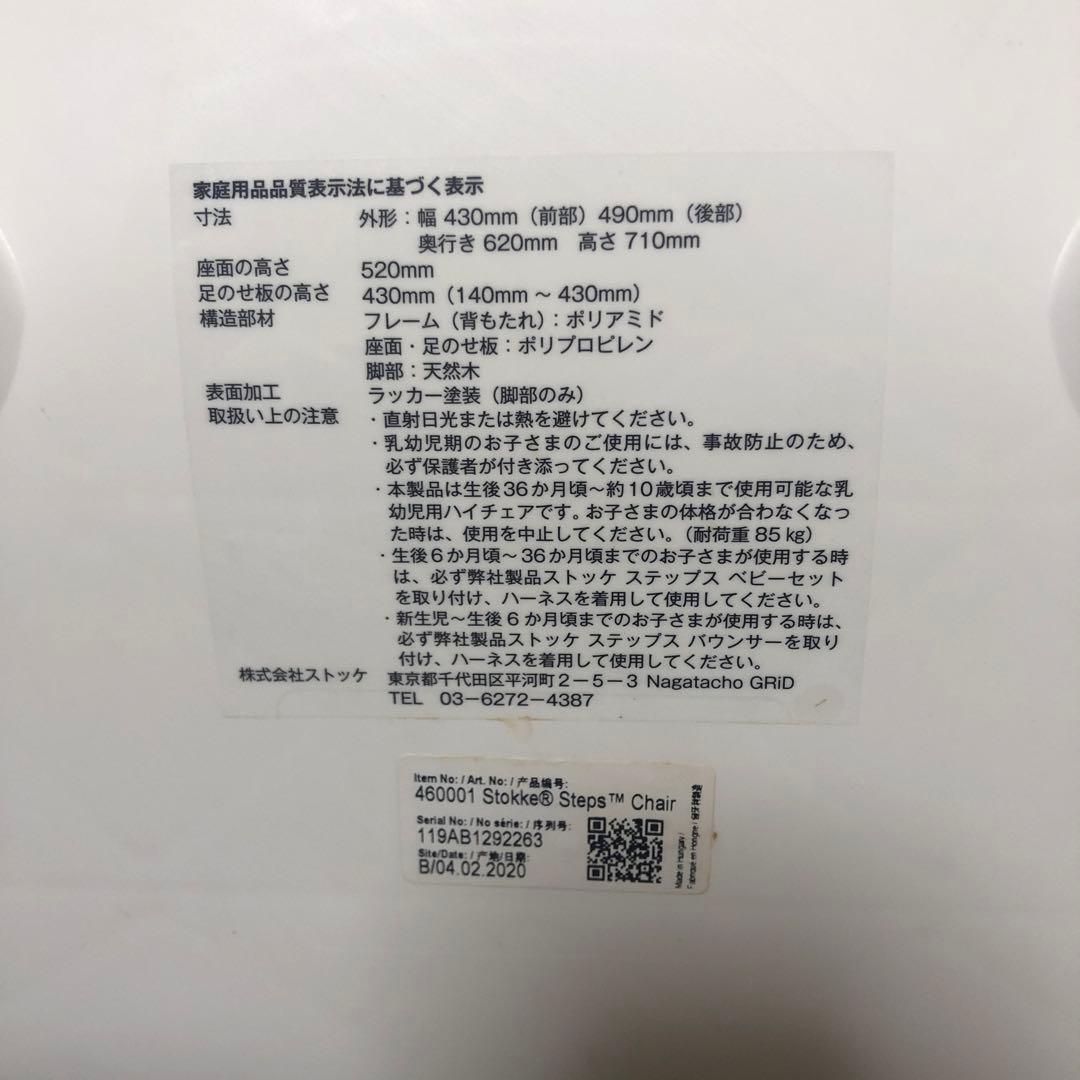 家庭用品品質表示法に基づく表示
寸法 外形：幅 430mm（前部）490mm（後部）
奥行き 620mm 高さ 710mm
座面の高さ 520mm
足のせ板の高さ 430mm（140mm ~ 430mm）
構造部材 フレーム（背もたれ）：ポリアミド
座面・足のせ板：ポリプロピレン
脚部：天然木
表面加工 ラッカー塗装（脚部のみ）
取扱い上の注意 ・直射日光または熱を避けてください。
・乳幼児期のお子さまのご使用には、事故防止のため、
必ず保護者が付き添ってください。
・本製品は生後36か月頃〜約10歳頃まで使用可能な乳
幼児用ハイチェアです。お子さまの体格が合わなくなっ
た時は、使用を中止してください。（耐荷重 85 kg）
・生後6か月頃〜36か月頃までのお子さまが使用する時
は、必ず弊社製品ストッケ ステップス ベビーセット
を取り付け、ハーネスを着用して使用してください。
・新生児〜生後 6 か月頃までのお子さまが使用する時は、
必ず弊社製品ストッケ ステップス バウンサーを取り
付け、ハーネスを着用して使用してください。
株式会社ストッケ 東京都千代田区平河町2－5－3 Nagatacho GRiD
TEL 03－6272－4387
Item No: / Art. No: / 产品编号:
460001 Stokke® Steps™ Chair
Serial No: / No série: / 序列号:
119AB1292263
Site/Date: / 产地/日期:
B/04.02.2020
Made in Hungary /
Fabriqué en Hongrie /